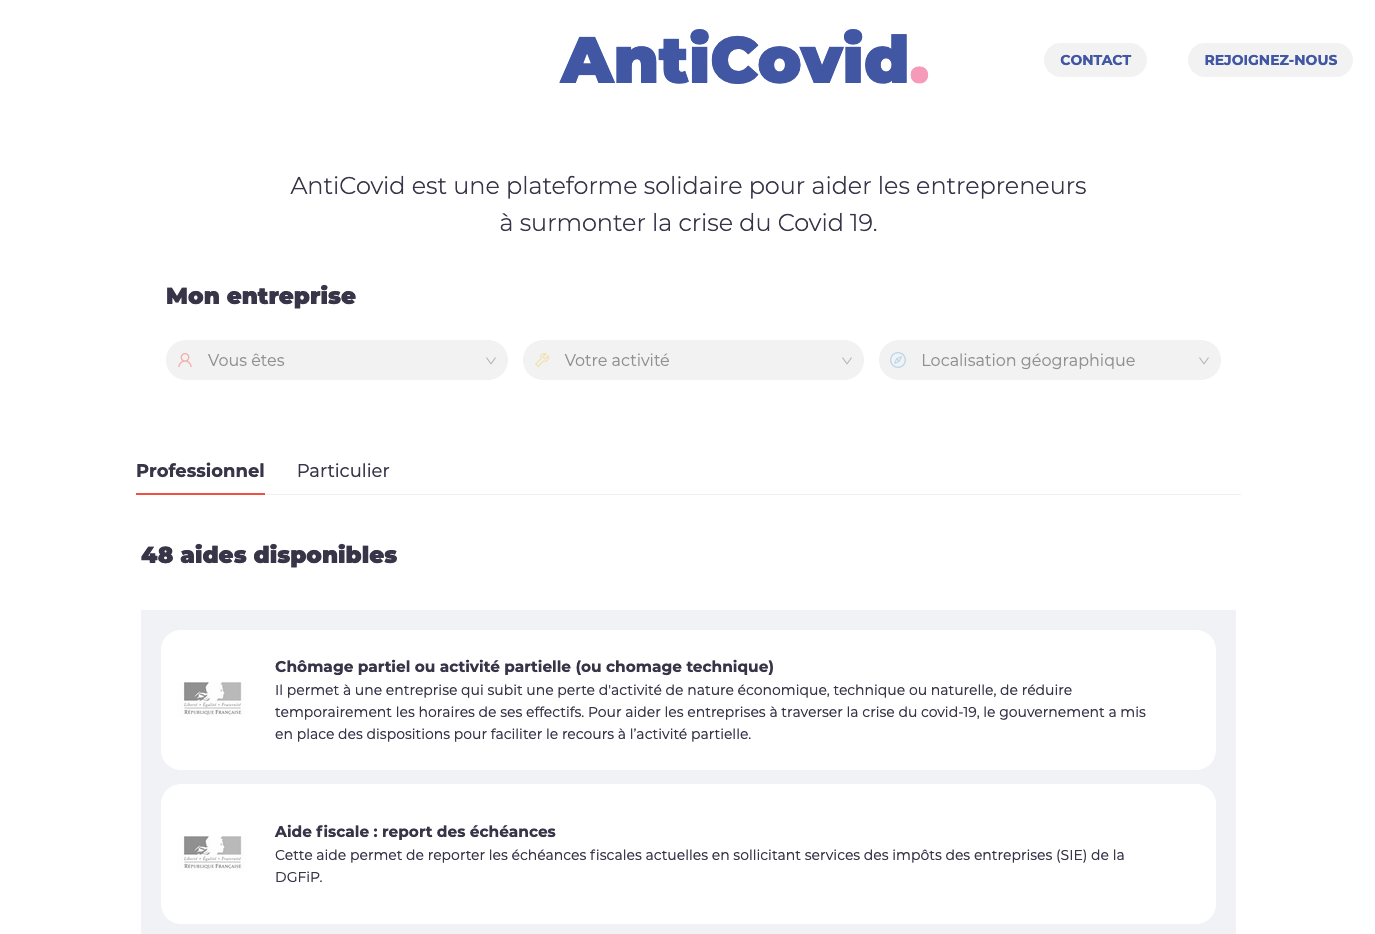 AntiCovid.
CONTACT
REJOIGNEZ-NOUS
AntiCovid est une plateforme solidaire pour aider les entrepreneurs
à surmonter la crise du Covid 19.
Mon entreprise
Vous êtes
Votre activité
Localisation géographique
Professionnel
Particulier
48 aides disponibles
Chômage partiel ou activité partielle (ou chomage technique)
Il permet à une entreprise qui subit une perte d'activité de nature économique, technique ou naturelle, de réduire
temporairement les horaires de ses effectifs. Pour aider les entreprises à traverser la crise du covid-19, le gouvernement a mis
en place des dispositions pour faciliter le recours à l’activité partielle.
Liberté • Égalité • Fraternité
RÉPUBLIQUE FRANÇAISE
Aide fiscale : report des échéances
Cette aide permet de reporter les échéances fiscales actuelles en sollicitant services des impôts des entreprises (SIE) de la
DGFiP.
Liberté • Égalité • Fraternité
RÉPUBLIQUE FRANÇAISE